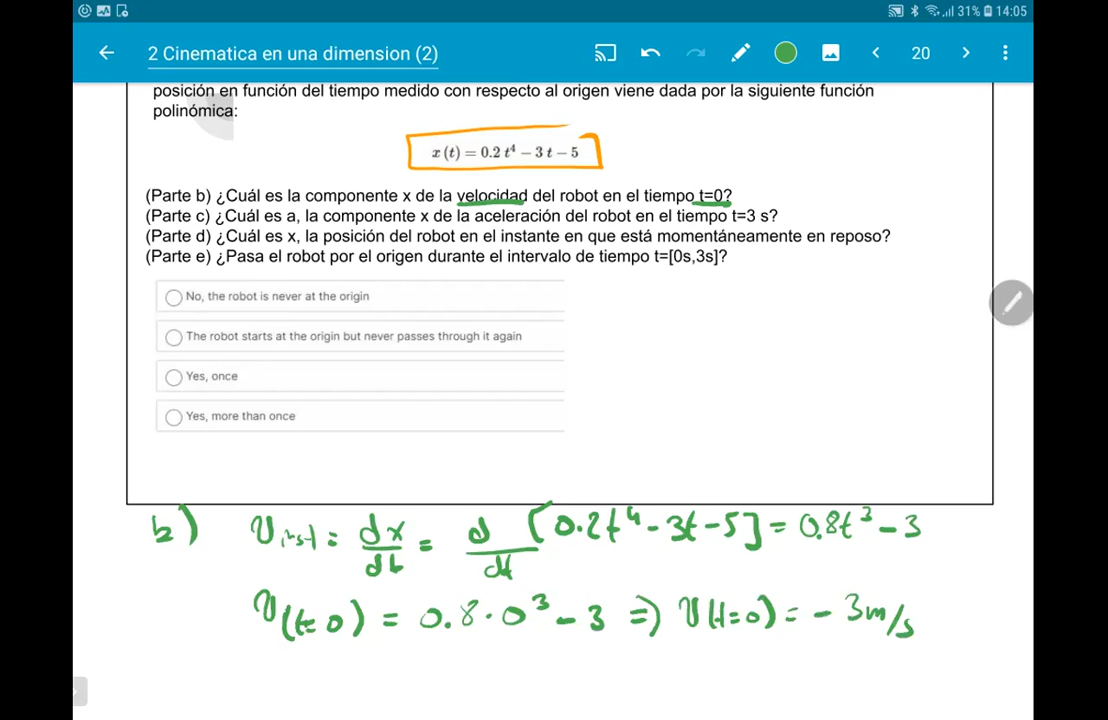 31% 14:05
2 Cinematica en una dimension (2)
20
posición en función del tiempo medido con respecto al origen viene dada por la siguiente función
polinómica:
x (t) = 0.2 t⁴ − 3 t − 5
(Parte b) ¿Cuál es la componente x de la velocidad del robot en el tiempo t=0?
(Parte c) ¿Cuál es a, la componente x de la aceleración del robot en el tiempo t=3 s?
(Parte d) ¿Cuál es x, la posición del robot en el instante en que está momentáneamente en reposo?
(Parte e) ¿Pasa el robot por el origen durante el intervalo de tiempo t=[0s,3s]?
No, the robot is never at the origin
The robot starts at the origin but never passes through it again
Yes, once
Yes, more than once
b) v inst = dx/dt = d/dt [0.2t⁴ - 3t - 5] = 0.8t³ - 3
v(t=0) = 0.8 · 0³ - 3 ⇒ v(t=0) = - 3 m/s